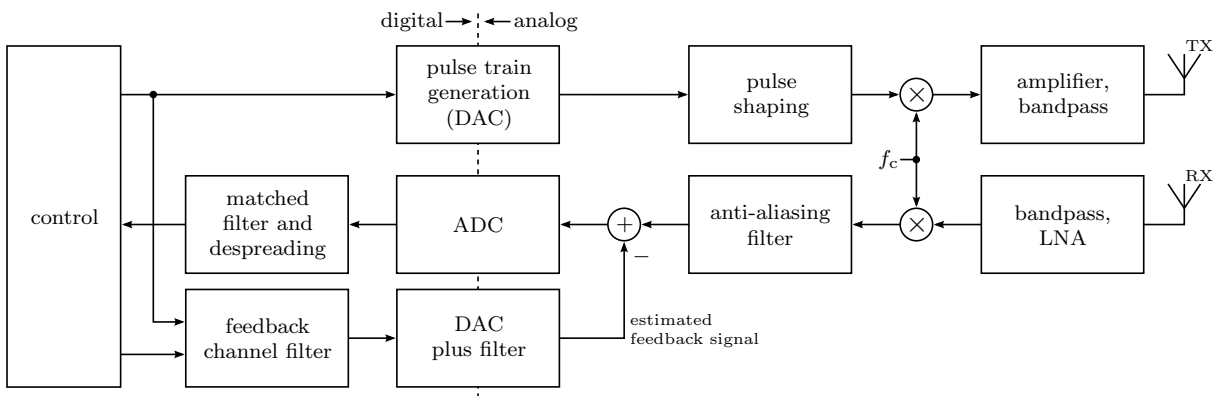 digital
analog
TX
pulse train
generation
(DAC)
pulse
shaping
×
amplifier,
bandpass
fc
RX
control
matched
filter and
despreading
ADC
+
−
anti-aliasing
filter
×
bandpass,
LNA
feedback
channel filter
DAC
plus filter
estimated
feedback signal